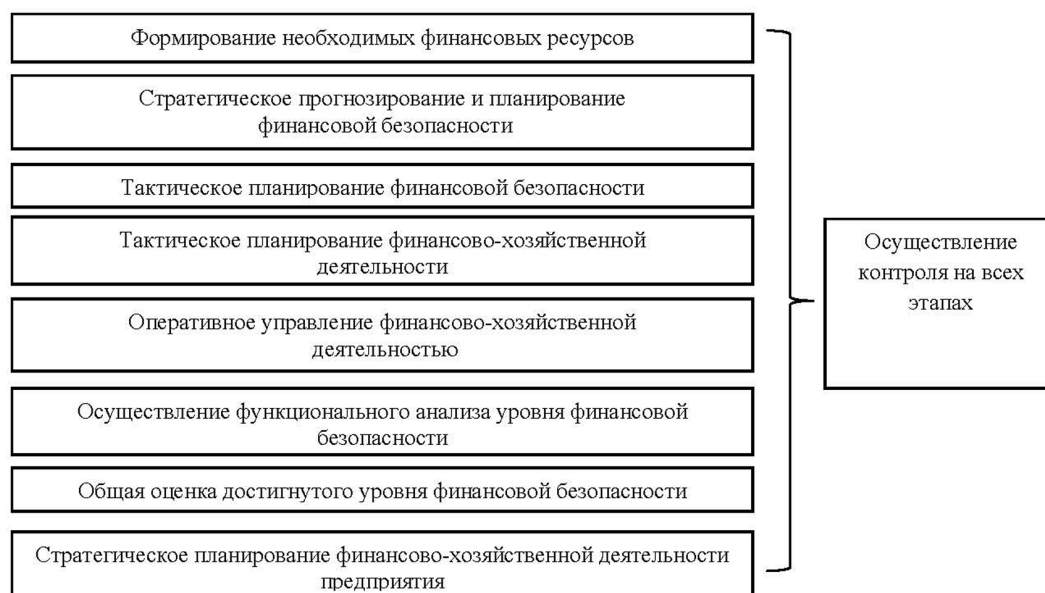 Формирование необходимых финансовых ресурсов
Стратегическое прогнозирование и планирование
финансовой безопасности
Тактическое планирование финансовой безопасности
Тактическое планирование финансово-хозяйственной
деятельности
Оперативное управление финансово-хозяйственной
деятельностью
Осуществление функционального анализа уровня финансовой
безопасности
Общая оценка достигнутого уровня финансовой безопасности
Стратегическое планирование финансово-хозяйственной деятельности
предприятия
Осуществление
контроля на всех
этапах